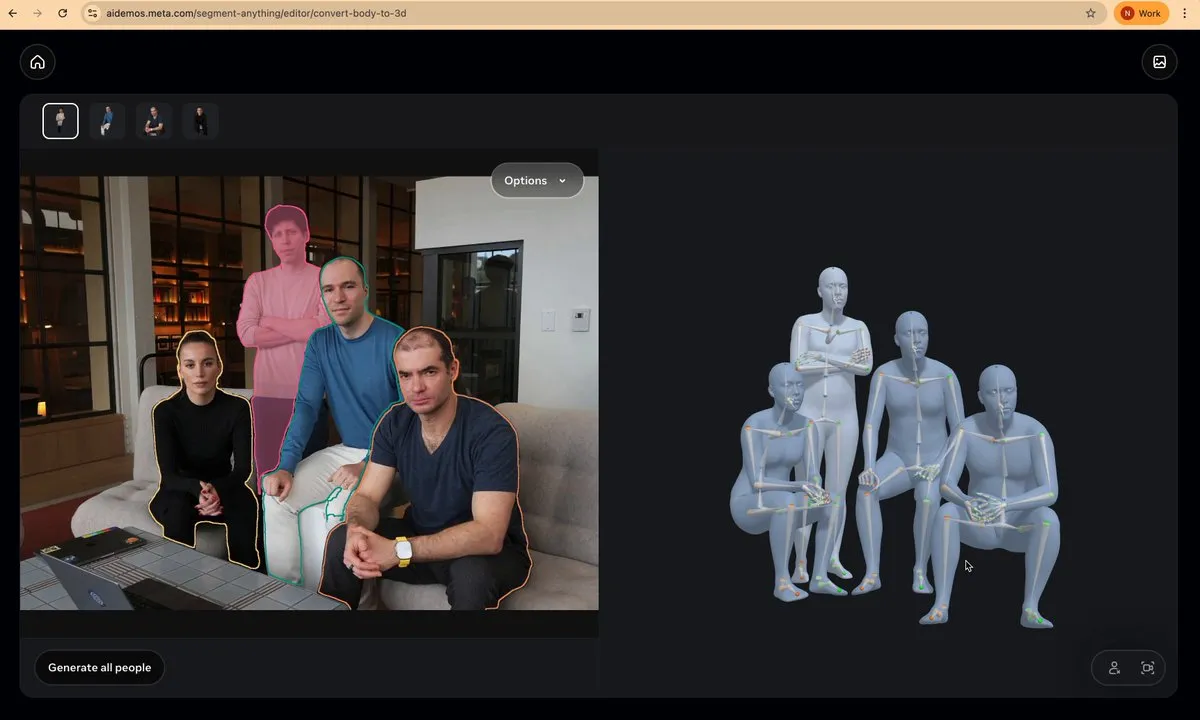 aidemos.meta.com/segment-anything/editor/convert-body-to-3d
N Work
Options
Generate all people